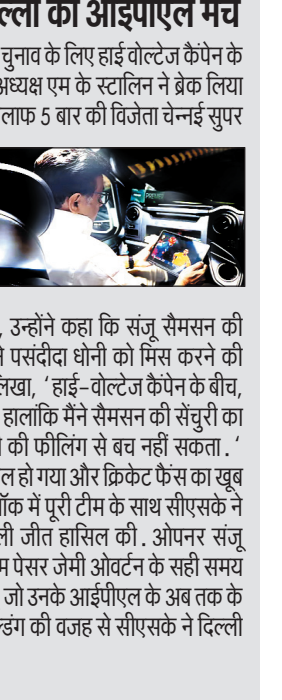 को आईपीएल मैच
चुनाव के लिए हाई वोल्टेज कैंपेन के
अध्यक्ष एम के स्टालिन ने ब्रेक लिया
5 बार की विजेता चेन्नई सुपर
, उन्होंने कहा कि संजू सैमसन की
पसंदीदा धोनी को मिस करने की
लिखा, 'हाई-वोल्टेज कैंपेन के बीच,
हालांकि मैंने सैमसन की सेंचुरी का
की फीलिंग से बच नहीं सकता. '
हो गया और क्रिकेट फैंस का खूब
में पूरी टीम के साथ सीएसके ने
जीत हासिल की. ओपनर संजू
पेसर जेमी ओवर्टन के सही समय
जो उनके आईपीएल के अब तक के
की वजह से सीएसके ने दिल्ली